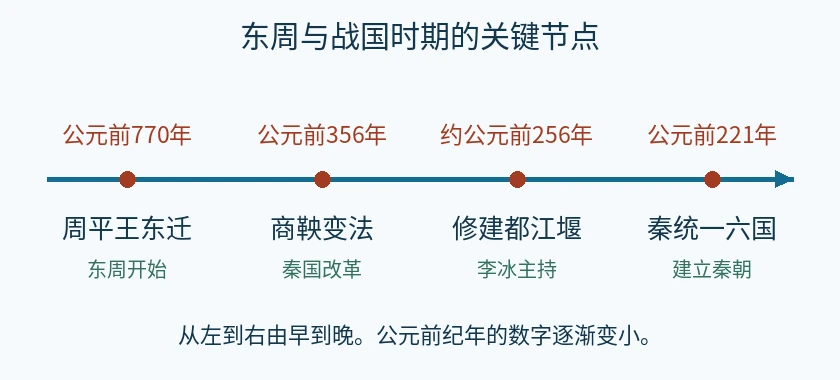 东周与战国时期的关键节点
公元前770年 公元前356年 约公元前256年 公元前221年
周平王东迁 商鞅变法 修建都江堰 秦统一六国
东周开始 秦国改革 李冰主持 建立秦朝
从左到右由早到晚。公元前纪年的数字逐渐变小。